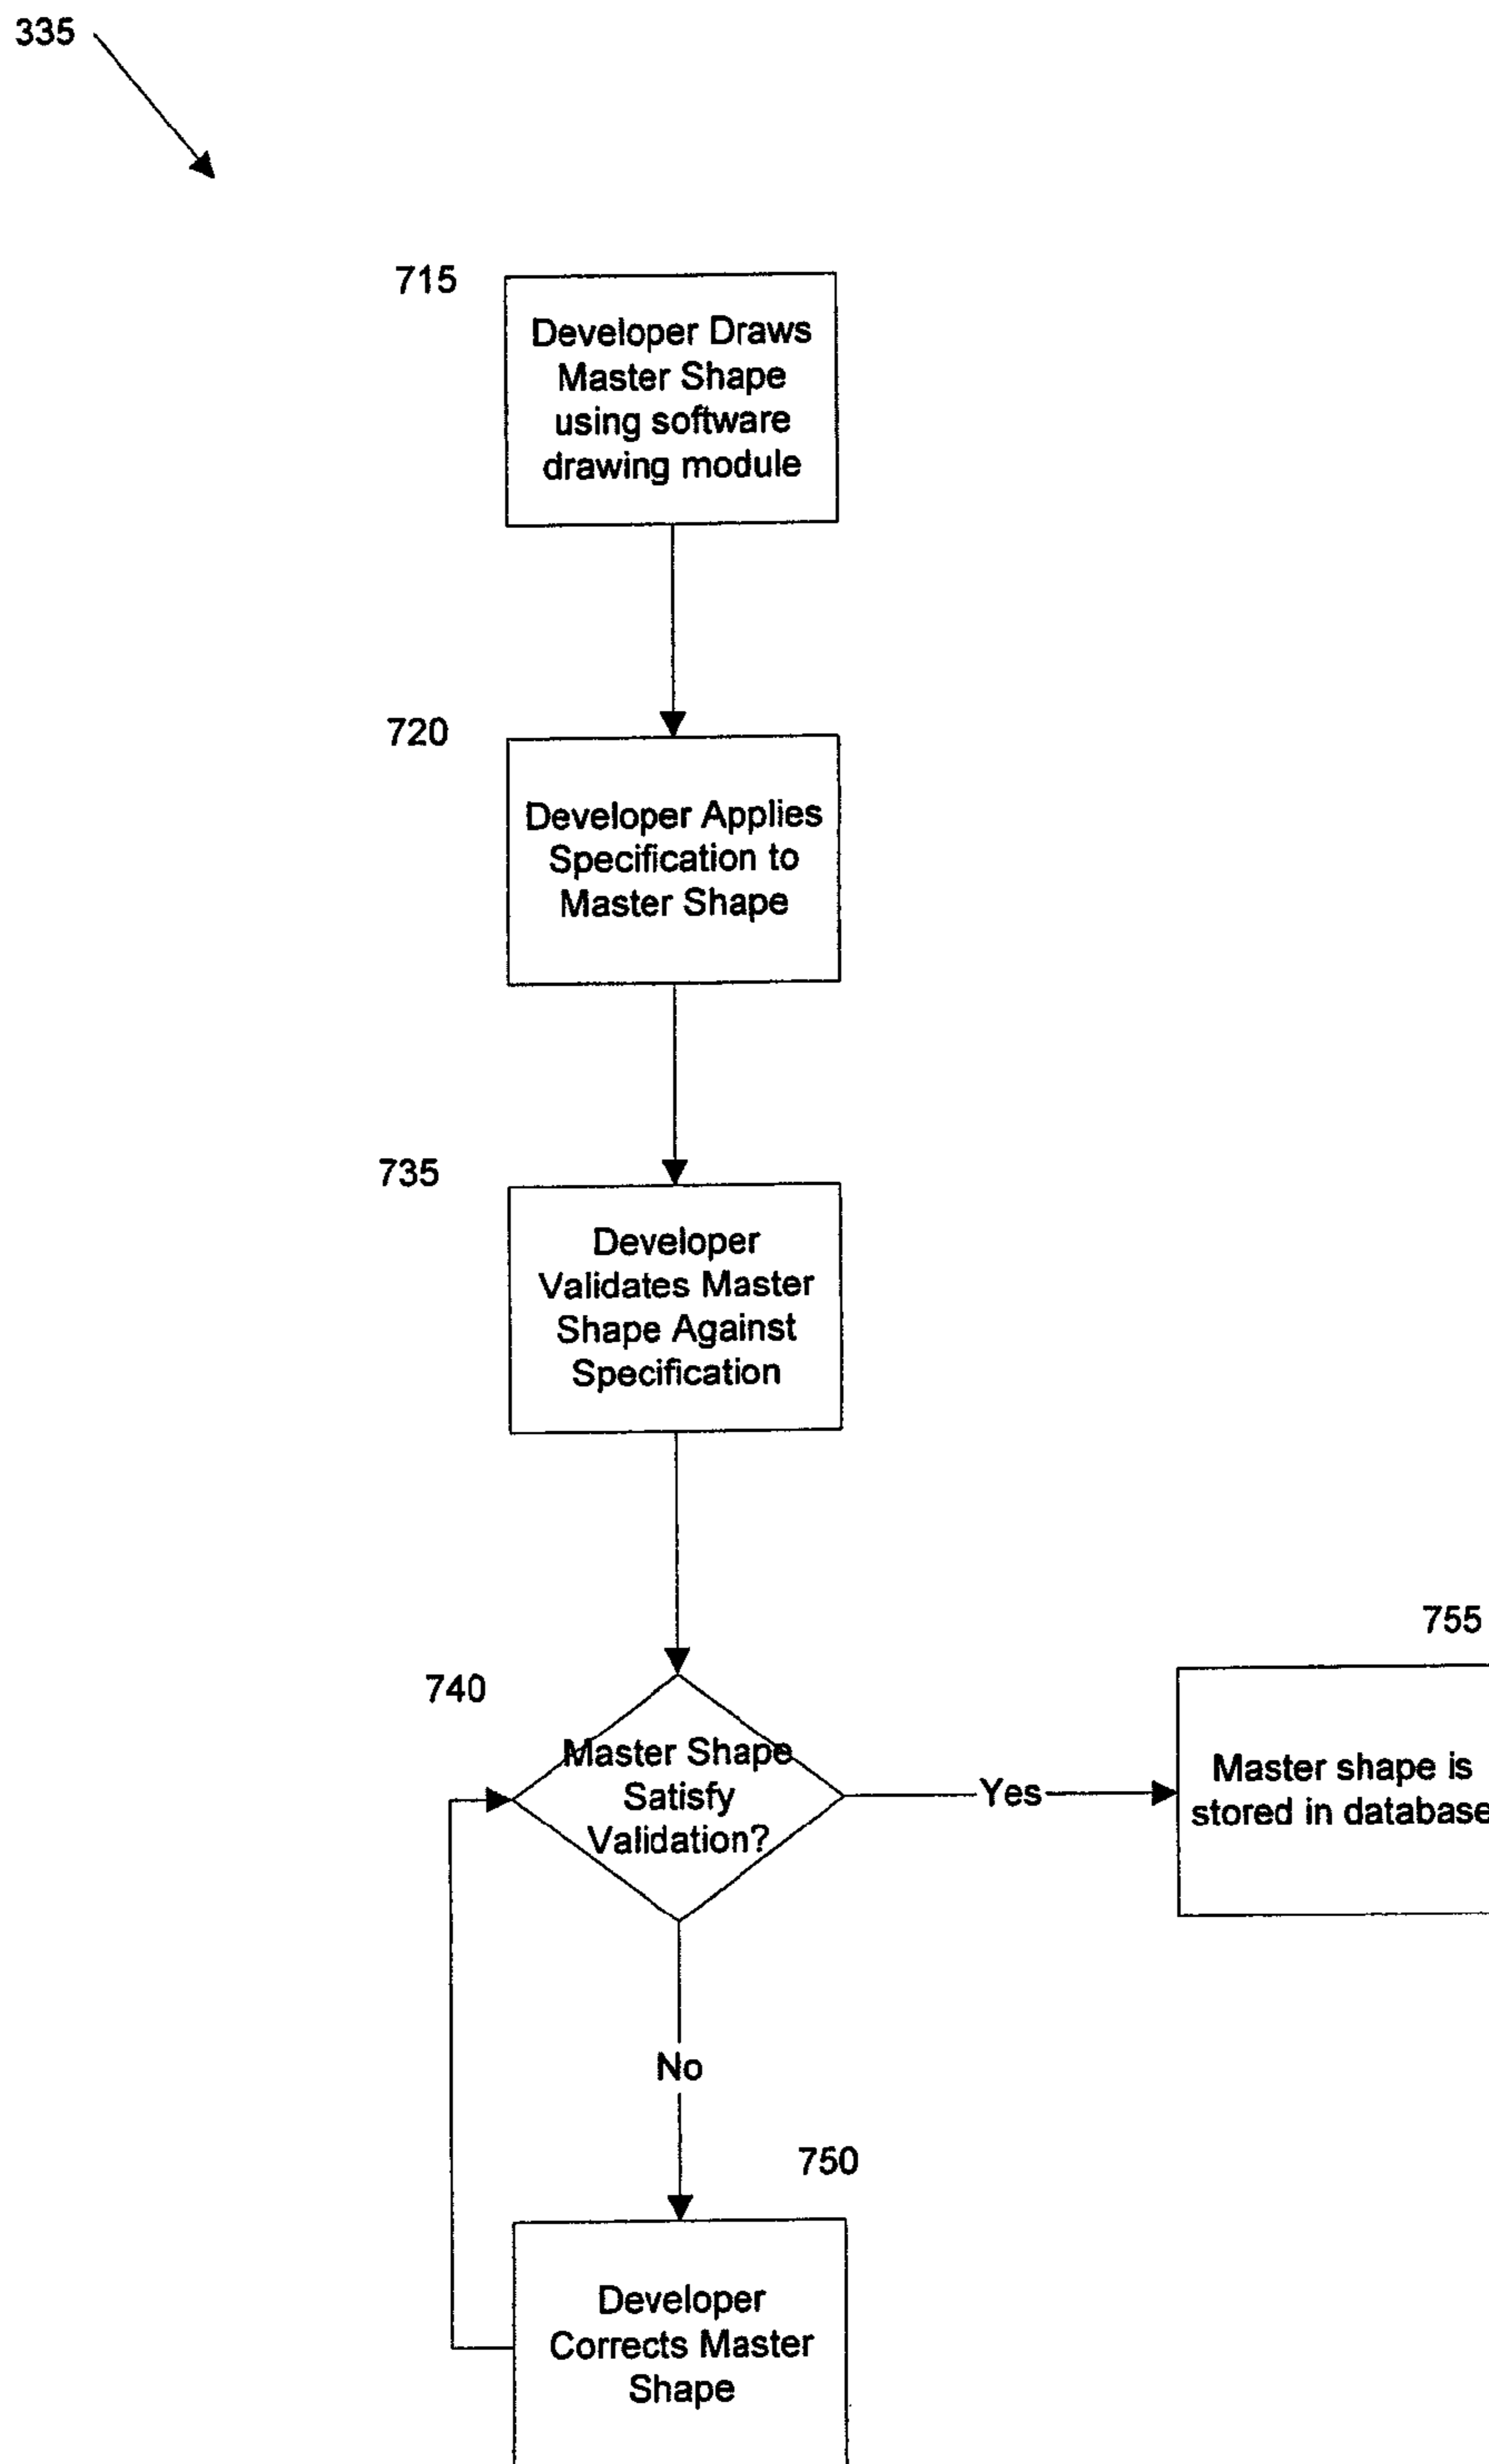 335
715
Developer Draws
Master Shape
using software
drawing module
720
Developer Applies
Specification to
Master Shape
735
Developer
Validates Master
Shape Against
Specification
740
Master Shape
Satisfy
Validation?
Yes
755
Master shape is
stored in database
No
750
Developer
Corrects Master
Shape